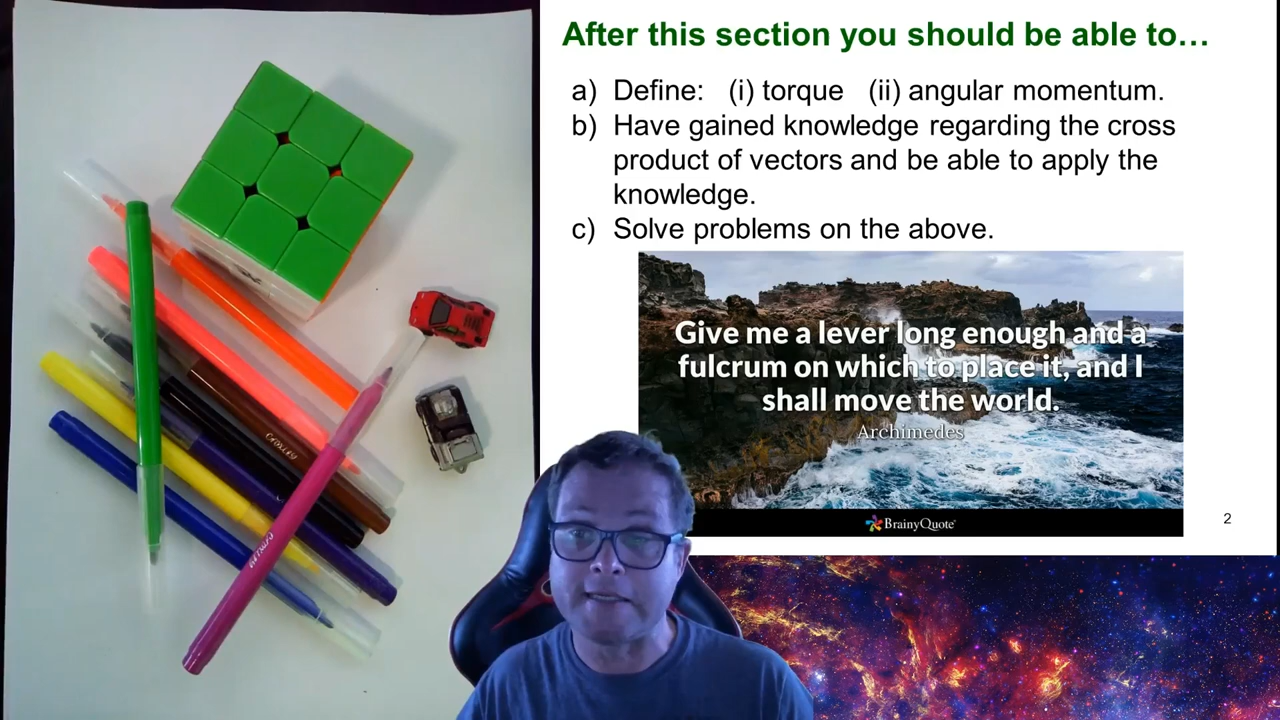 After this section you should be able to…
a) Define: (i) torque (ii) angular momentum.
b) Have gained knowledge regarding the cross
product of vectors and be able to apply the
knowledge.
c) Solve problems on the above.
Give me a lever long enough and a
fulcrum on which to place it, and I
shall move the world.
Archimedes
BrainyQuote
2